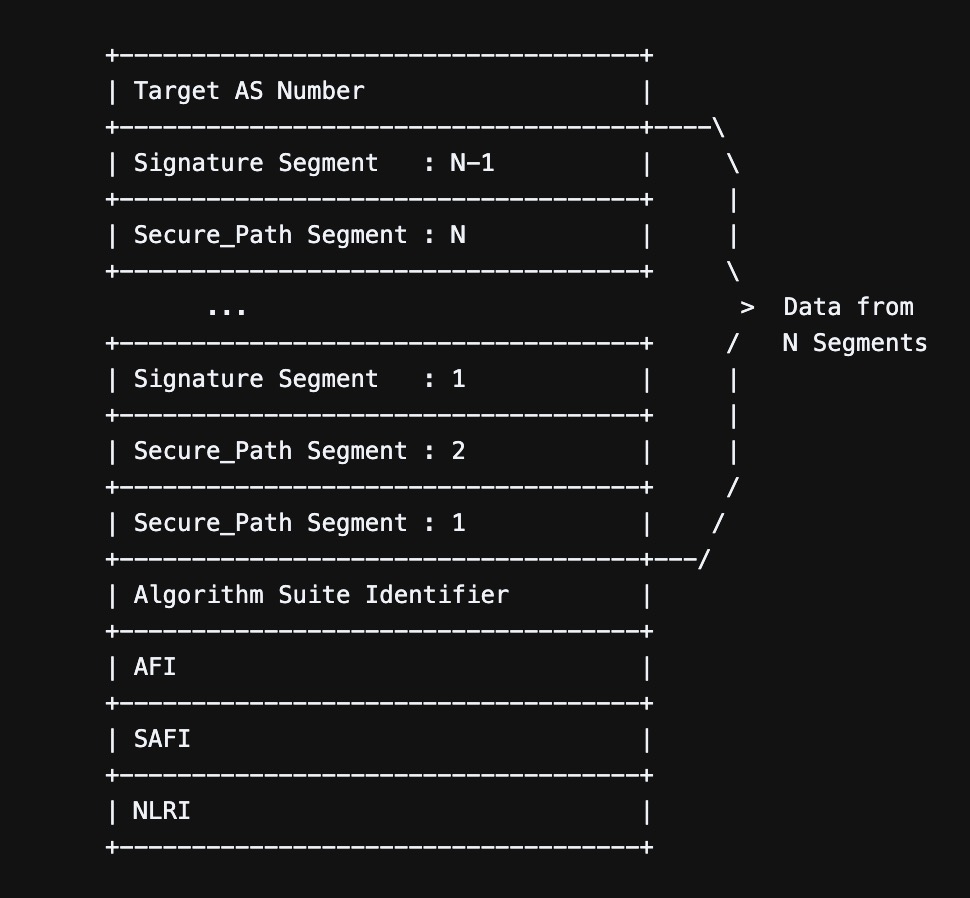 +-------------------------------------+
| Target AS Number                    |
+-------------------------------------+----\
| Signature Segment   : N-1           |     \
+-------------------------------------+     |
| Secure_Path Segment : N             |     |
+-------------------------------------+     \
       ...                                   >  Data from
+-------------------------------------+     /   N Segments
| Signature Segment   : 1             |     |
+-------------------------------------+     |
| Secure_Path Segment : 2             |     |
+-------------------------------------+     /
| Secure_Path Segment : 1             |    /
+-------------------------------------+---/
| Algorithm Suite Identifier          |
+-------------------------------------+
| AFI                                 |
+-------------------------------------+
| SAFI                                |
+-------------------------------------+
| NLRI                                |
+-------------------------------------+